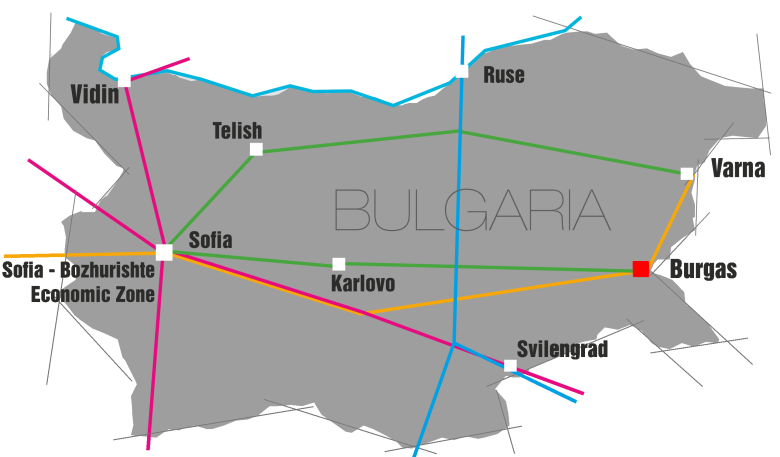 Ruse
Vidin
Telish
Varna
BULGARIA
Sofia
Sofia - Bozhurishte
Economic Zone
Burgas
Karlovo
Svilengrad